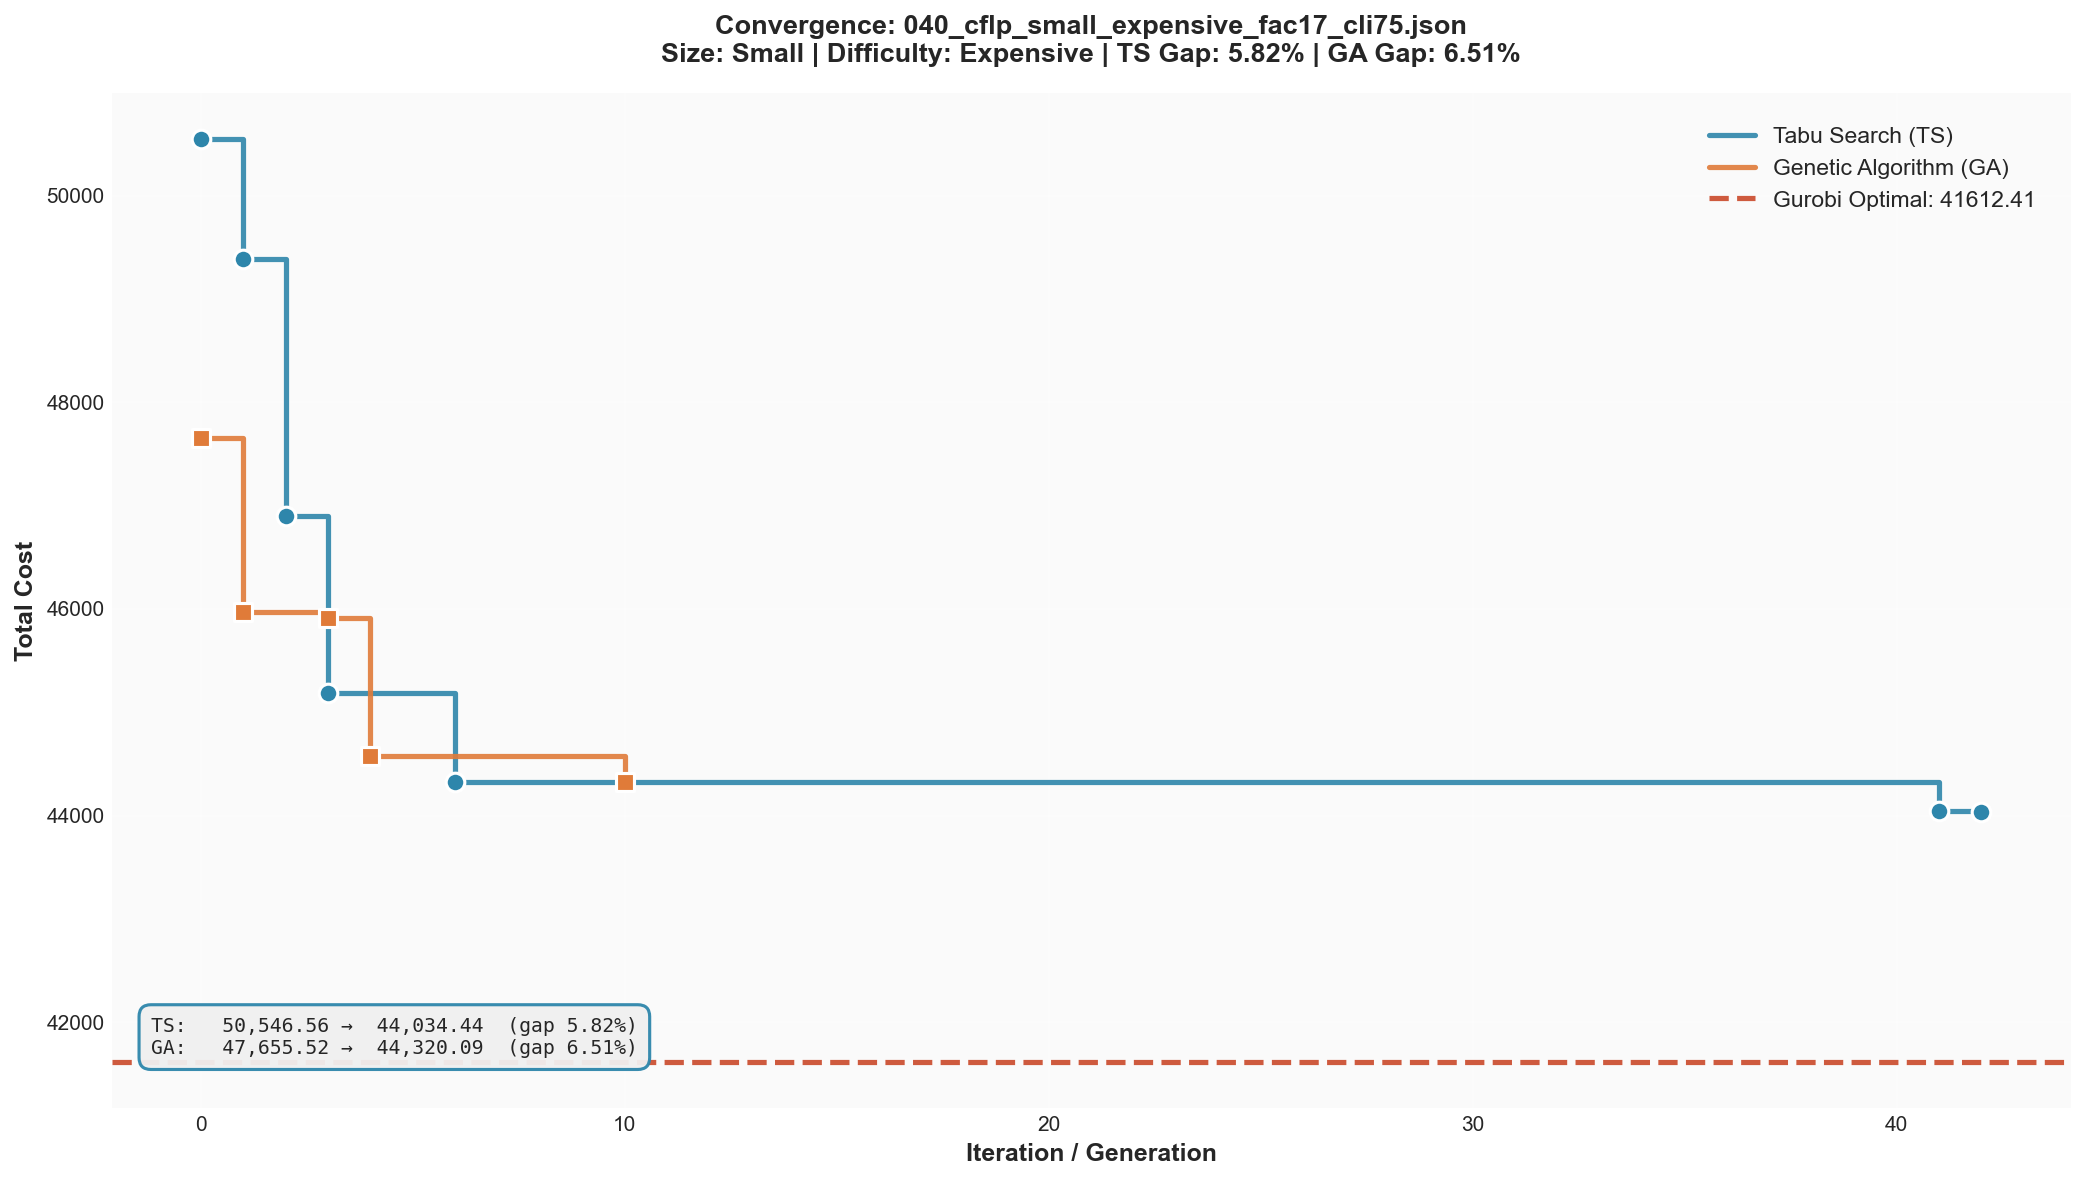 Convergence: 040_cflp_small_expensive_fac17_cli75.json
Size: Small | Difficulty: Expensive | TS Gap: 5.82% | GA Gap: 6.51%
Tabu Search (TS)
Genetic Algorithm (GA)
Gurobi Optimal: 41612.41
Total Cost
50000
48000
46000
44000
42000
TS:   50,546.56 →  44,034.44  (gap 5.82%)
GA:   47,655.52 →  44,320.09  (gap 6.51%)
0
10
20
30
40
Iteration / Generation